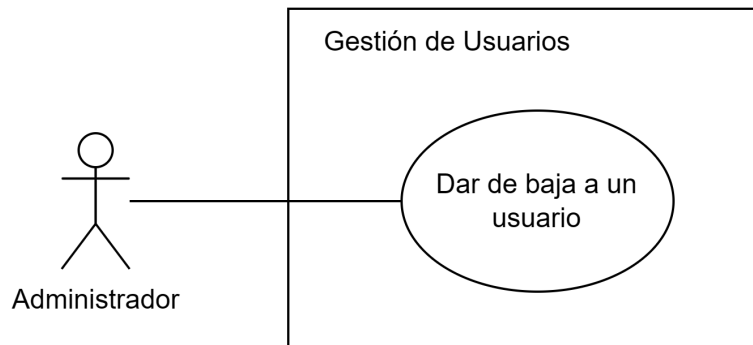 Gestión de Usuarios
Dar de baja a un
usuario
Administrador